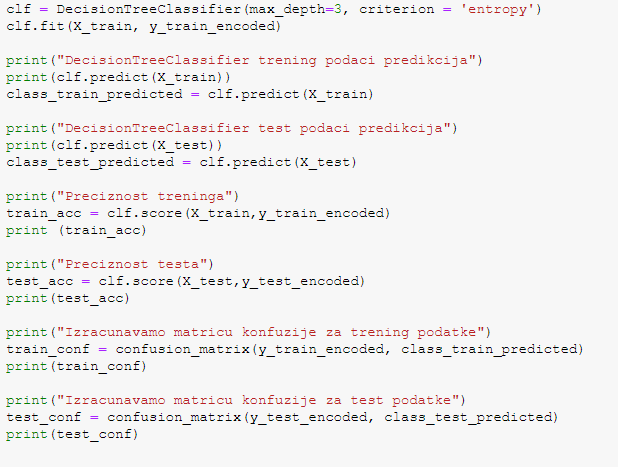 clf = DecisionTreeClassifier(max_depth=3, criterion = 'entropy')
clf.fit(X_train, y_train_encoded)
print("DecisionTreeClassifier trening podaci predikcija")
print(clf.predict(X_train))
class_train_predicted = clf.predict(X_train)
print("DecisionTreeClassifier test podaci predikcija")
print(clf.predict(X_test))
class_test_predicted = clf.predict(X_test)
print("Preciznost treninga")
train_acc = clf.score(X_train,y_train_encoded)
print (train_acc)
print("Preciznost testa")
test_acc = clf.score(X_test,y_test_encoded)
print(test_acc)
print("Izracunavamo matricu konfuzije za trening podatke")
train_conf = confusion_matrix(y_train_encoded, class_train_predicted)
print(train_conf)
print("Izracunavamo matricu konfuzije za test podatke")
test_conf = confusion_matrix(y_test_encoded, class_test_predicted)
print(test_conf)